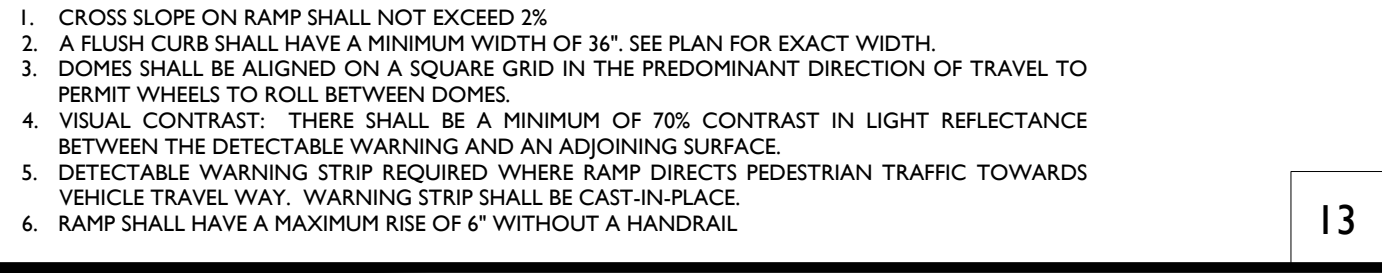 1. CROSS SLOPE ON RAMP SHALL NOT EXCEED 2%
2. A FLUSH CURB SHALL HAVE A MINIMUM WIDTH OF 36". SEE PLAN FOR EXACT WIDTH.
3. DOMES SHALL BE ALIGNED ON A SQUARE GRID IN THE PREDOMINANT DIRECTION OF TRAVEL TO
PERMIT WHEELS TO ROLL BETWEEN DOMES.
4. VISUAL CONTRAST: THERE SHALL BE A MINIMUM OF 70% CONTRAST IN LIGHT REFLECTANCE
BETWEEN THE DETECTABLE WARNING AND AN ADJOINING SURFACE.
5. DETECTABLE WARNING STRIP REQUIRED WHERE RAMP DIRECTS PEDESTRIAN TRAFFIC TOWARDS
VEHICLE TRAVEL WAY. WARNING STRIP SHALL BE CAST-IN-PLACE.
6. RAMP SHALL HAVE A MAXIMUM RISE OF 6" WITHOUT A HANDRAIL
13